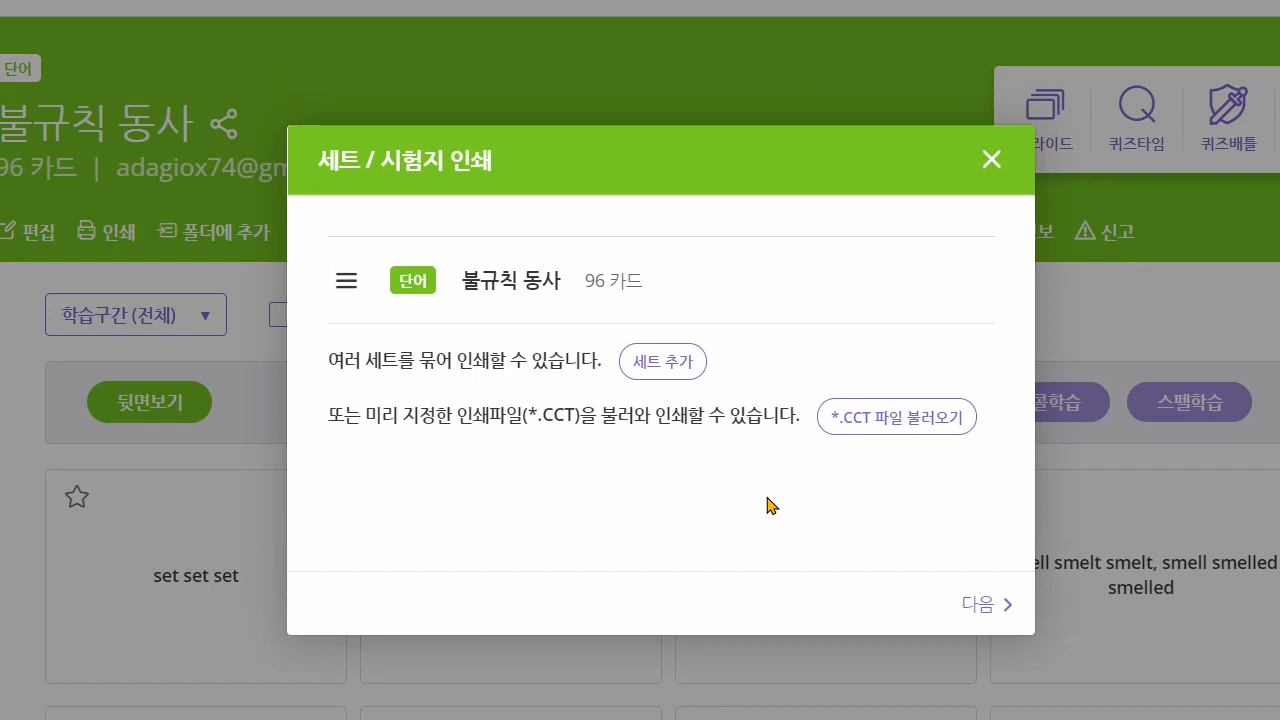 단어
불규칙 동사
96 카드 | adagiox74@gm
편집 인쇄 폴더에 추가
라이드 퀴즈타임 퀴즈배틀
보 신고
세트 / 시험지 인쇄
단어 불규칙 동사 96 카드
여러 세트를 묶어 인쇄할 수 있습니다. 세트 추가
또는 미리 지정한 인쇄파일(*.CCT)을 불러와 인쇄할 수 있습니다. *.CCT 파일 불러오기
다음
학습구간 (전체) ▼
뒷면보기
콜학습 스펠학습
set set set
ell smelt smelt, smell smelled
smelled